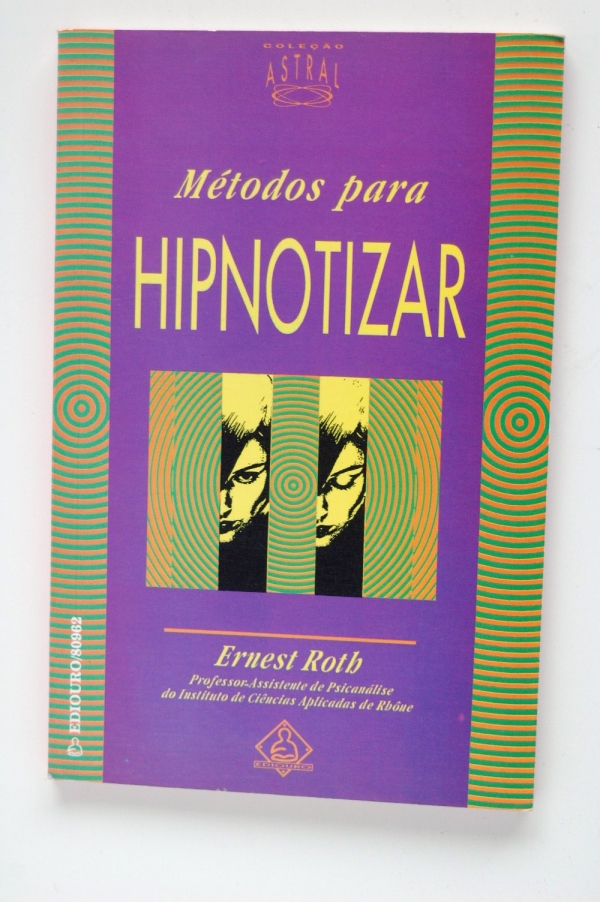 COLEÇÃO
ASTRAL
Métodos para
HIPNOTIZAR
Ernest Roth
Professor-Assistente de Psicanálise
do Instituto de Ciências Aplicadas de Rhône
EDIOURO
EDIOURO/80962